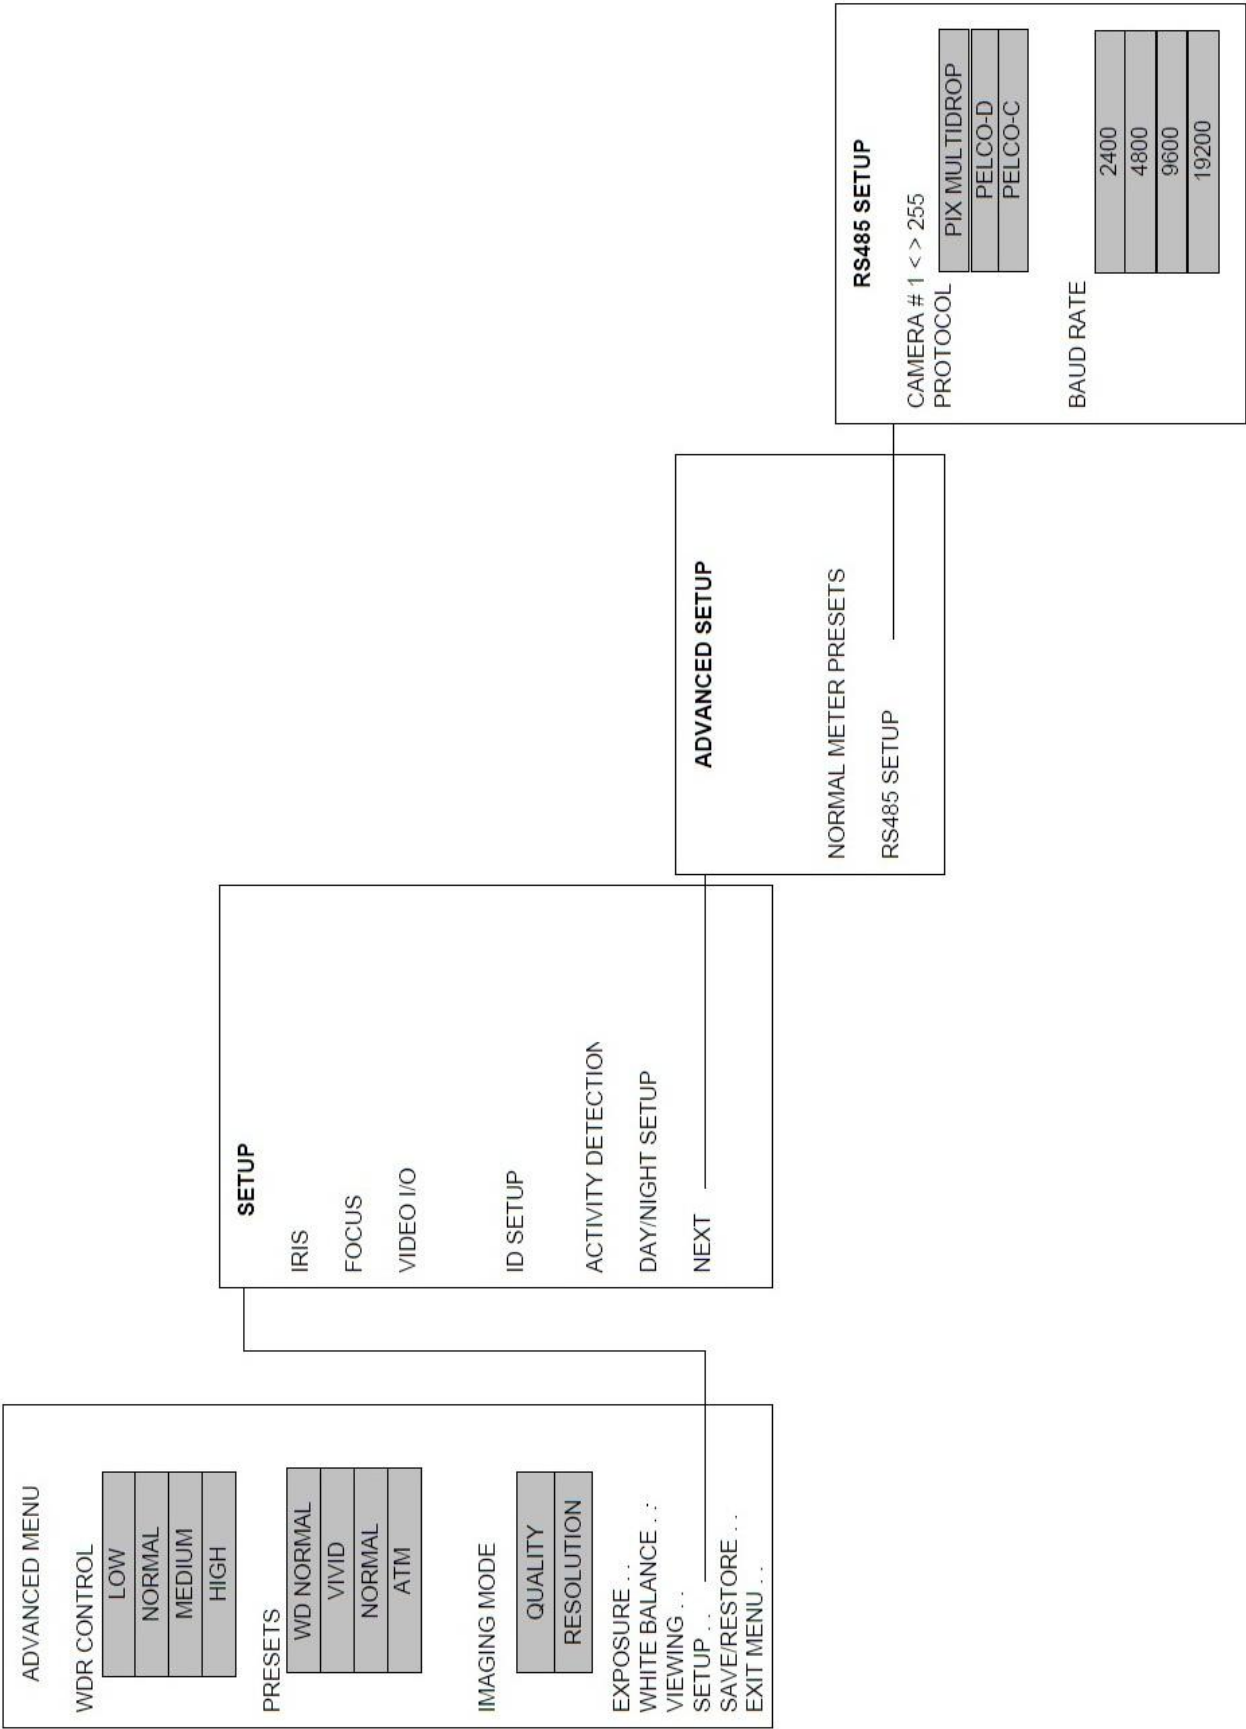 ADVANCED MENU
WDR CONTROL
LOW
NORMAL
MEDIUM
HIGH
PRESETS
WD NORMAL
VIVID
NORMAL
ATM
IMAGING MODE
QUALITY
RESOLUTION
EXPOSURE . .
WHITE BALANCE . . .
VIEWING . .
SETUP . . .
SAVE/RESTORE . . .
EXIT MENU . . .
SETUP
IRIS
FOCUS
VIDEO I/O
ID SETUP
ACTIVITY DETECTION
DAY/NIGHT SETUP
NEXT
ADVANCED SETUP
NORMAL METER PRESETS
RS485 SETUP
RS485 SETUP
CAMERA # 1 < > 255
PROTOCOL
PIX MULTIDROP
PELCO-D
PELCO-C
BAUD RATE
2400
4800
9600
19200